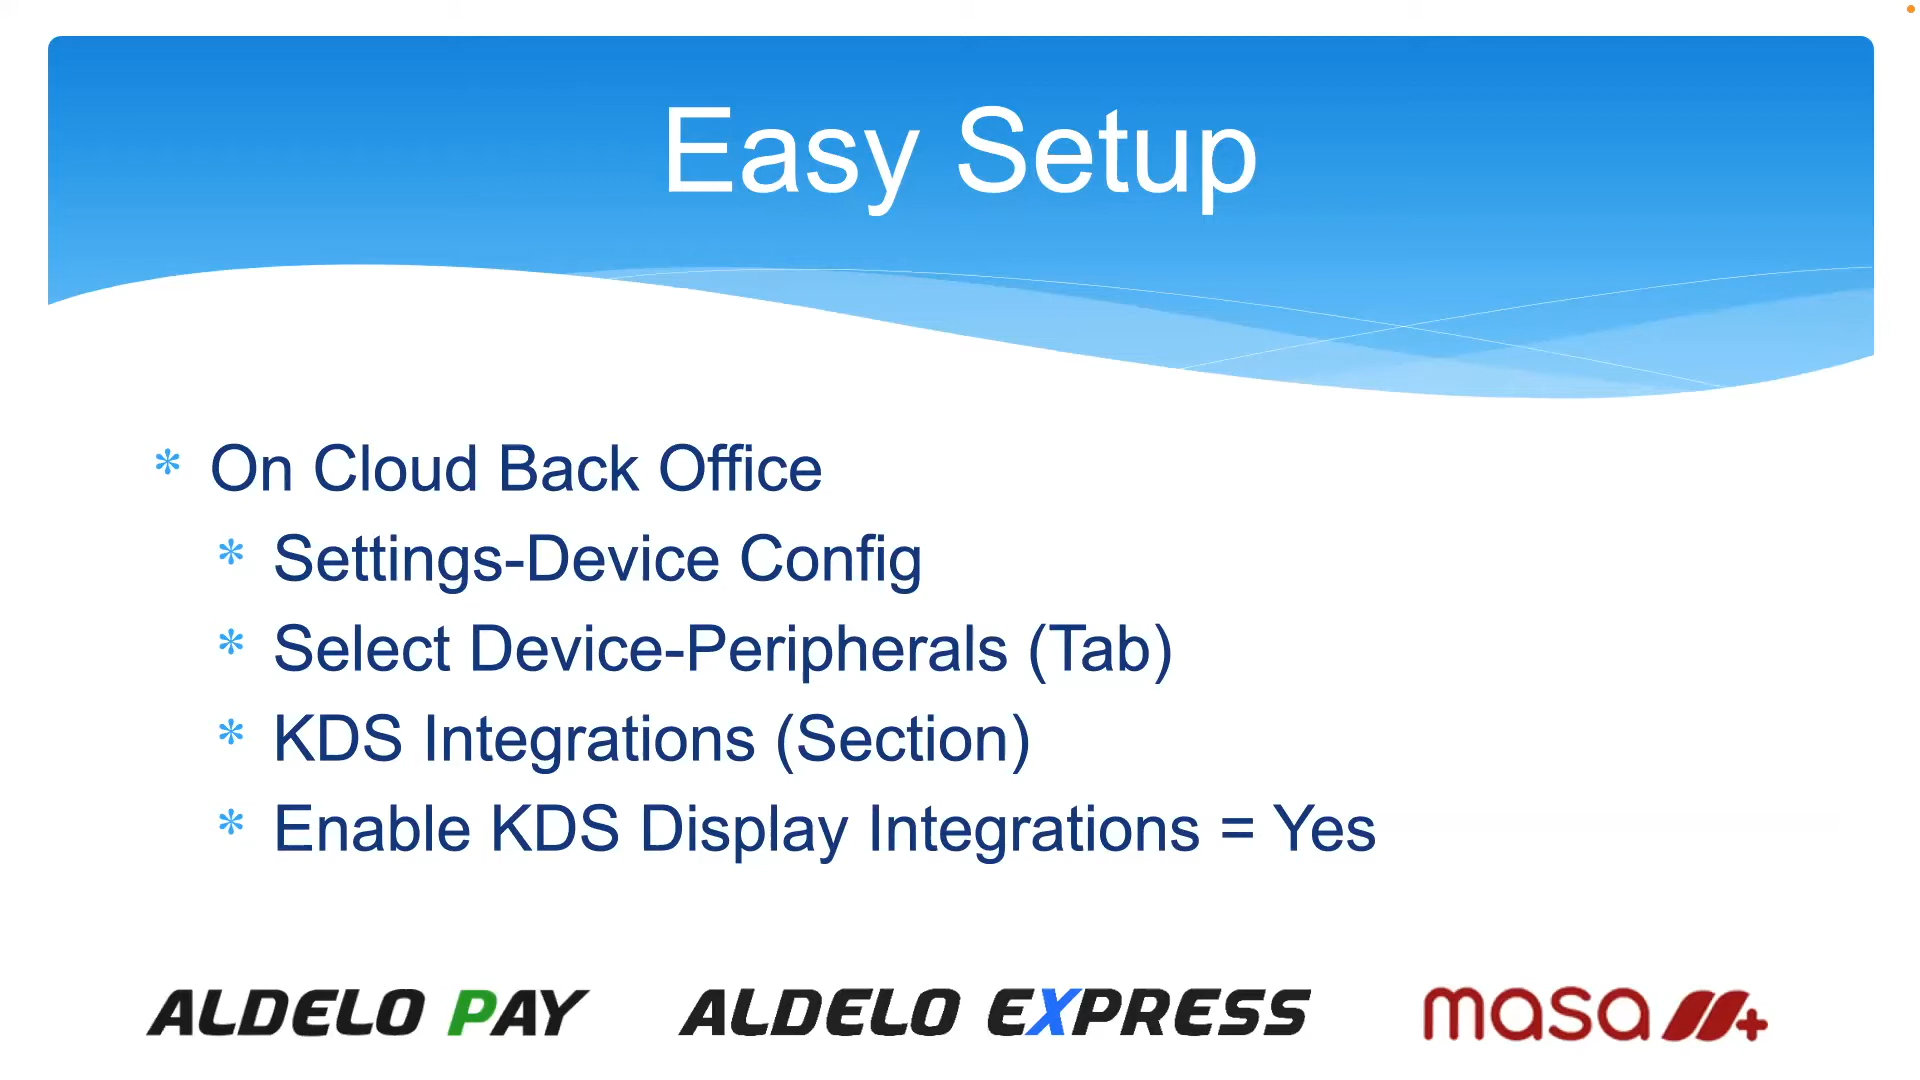 Easy Setup
* On Cloud Back Office
* Settings-Device Config
* Select Device-Peripherals (Tab)
* KDS Integrations (Section)
* Enable KDS Display Integrations = Yes
ALDELO PAY ALDELO EXPRESS masa